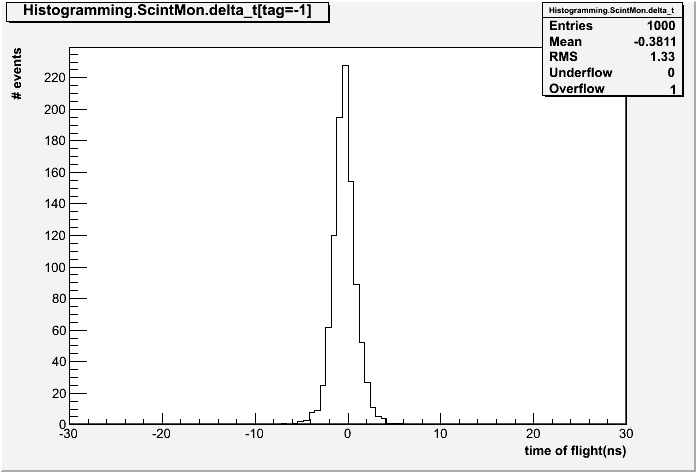 Histogramming.ScintMon.delta_t[tag=-1]
Histogramming.ScintMon.delta_t
Entries 1000
Mean -0.3811
RMS 1.33
Underflow 0
Overflow 1
# events
220
200
180
160
140
120
100
80
60
40
20
0
-30 -20 -10 0 10 20 30
time of flight(ns)